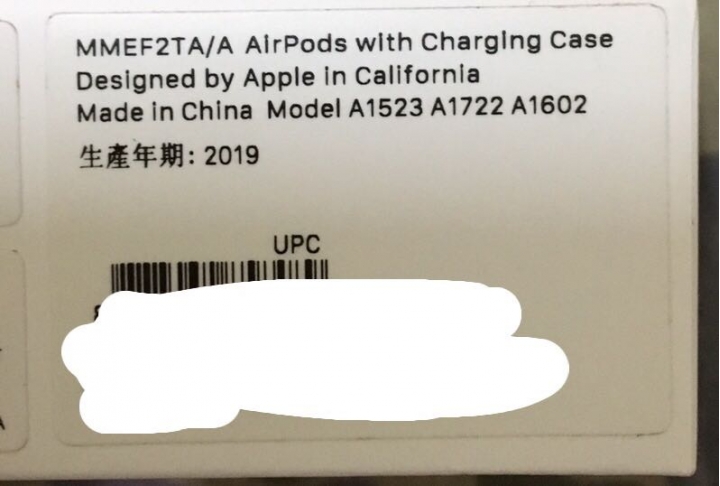 MMEF2TA/A AirPods with Charging Case
Designed by Apple in California
Made in China Model A1523 A1722 A1602
生產年期: 2019
UPC